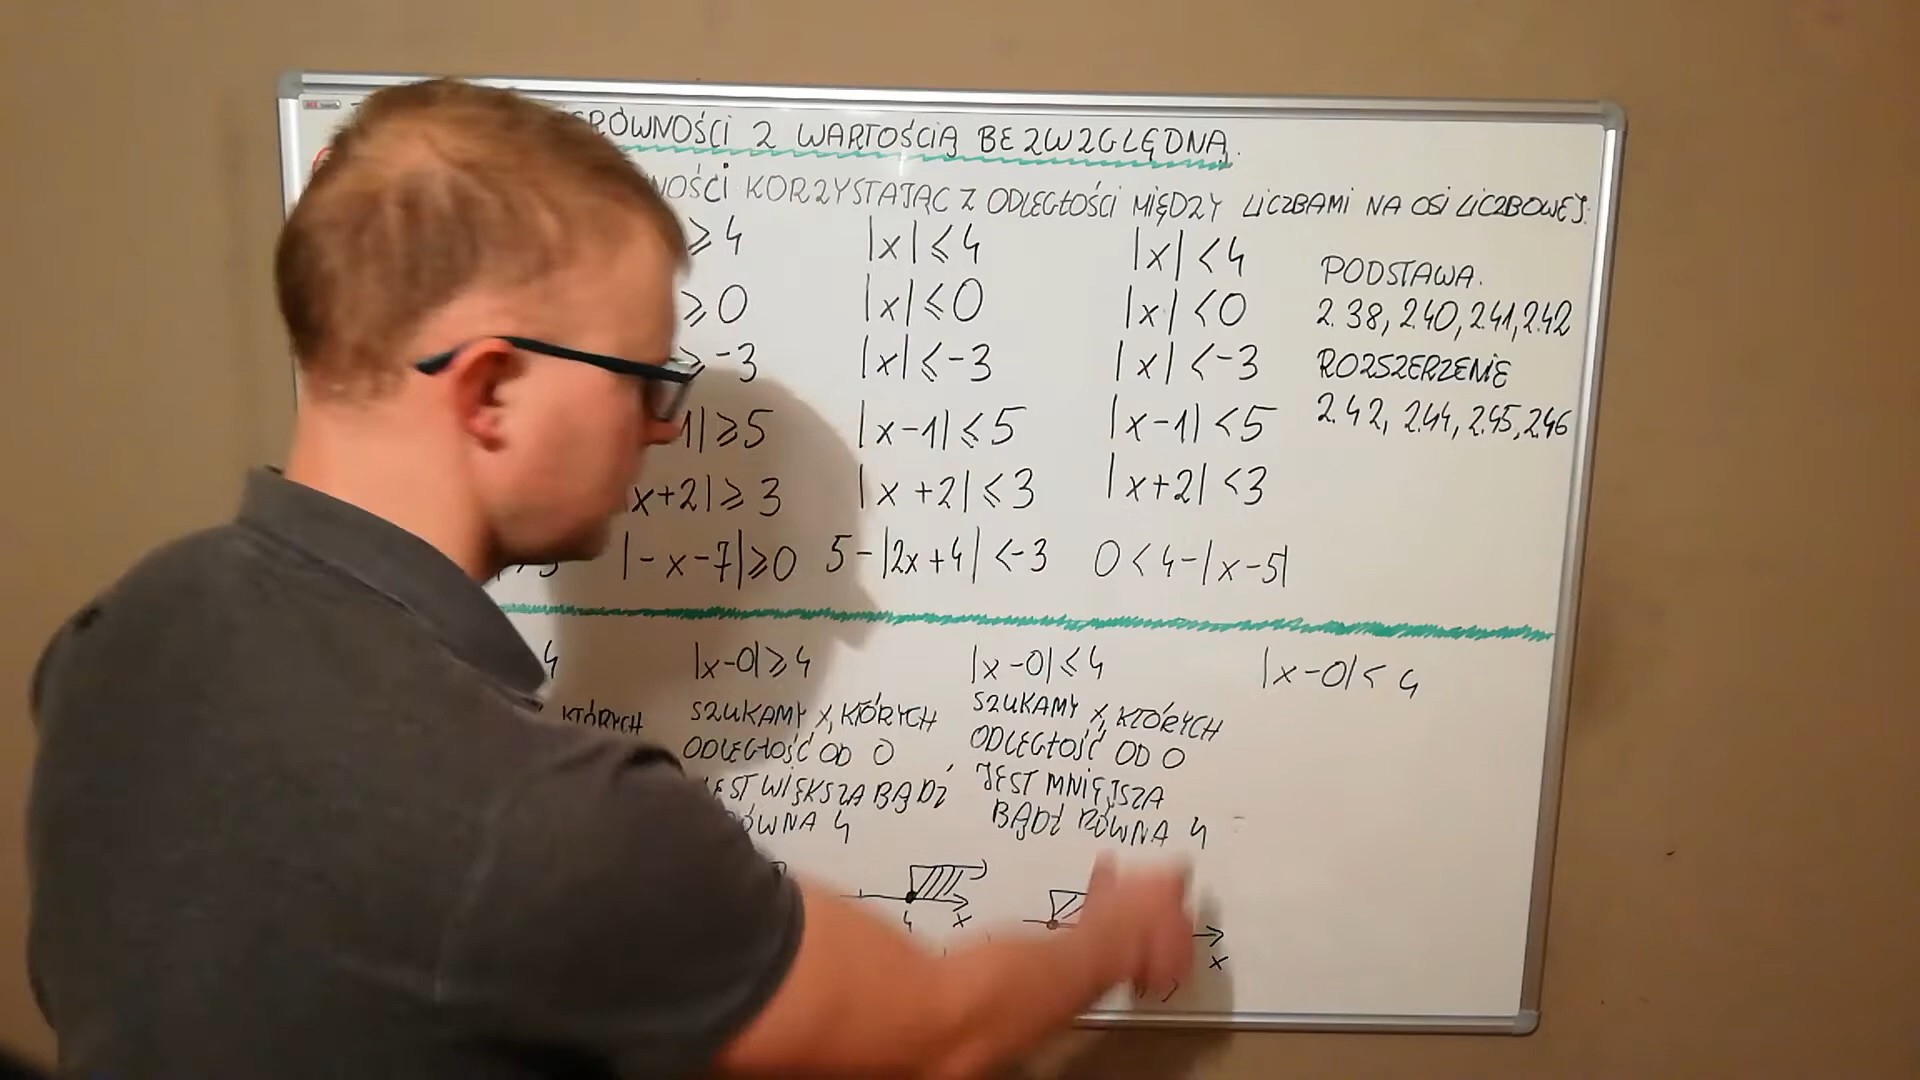 Z WARTOŚCIĄ BEZWZGLĘDNĄ.
KORZYSTAJĄC Z ODLEGŁOŚCI MIĘDZY LICZBAMI NA OSI LICZBOWEJ:
⩾ 4 |x| ⩽ 4 |x| < 4
⩾ 0 |x| ⩽ 0 |x| < 0
⩾ -3 |x| ⩽ -3 |x| < -3
1| ⩾ 5 |x-1| ⩽ 5 |x-1| < 5
x+2| ⩾ 3 |x+2| ⩽ 3 |x+2| < 3
|-x-7| ⩾ 0 5-|2x+4| < -3 0 < 4-|x-5|
PODSTAWA.
2.38, 2.40, 2.41, 2.42
ROZSZERZENIE
2.42, 2.44, 2.45, 2.46
4
KTÓRYCH
|x-0| ⩾ 4
SZUKAMY x, KTÓRYCH
ODLEGŁOŚĆ OD 0
JEST WIĘKSZA BĄDŹ
RÓWNA 4
4 x
|x-0| ⩽ 4
SZUKAMY x, KTÓRYCH
ODLEGŁOŚĆ OD 0
JEST MNIEJSZA
BĄDŹ RÓWNA 4
x
|x-0| < 4